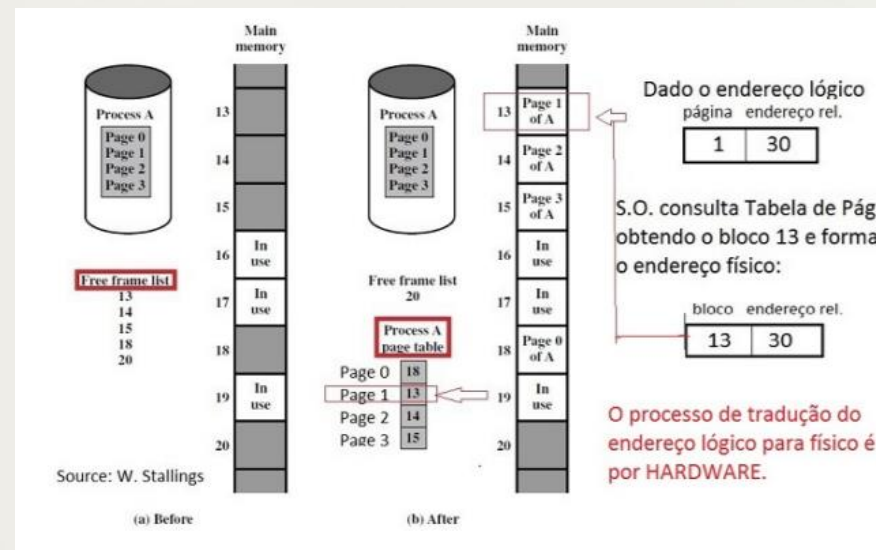 Main
memory
Process A
Page 0
Page 1
Page 2
Page 3
13
14
15
16
In
use
17
In
use
18
19
In
use
20
Free frame list
13
14
15
18
20
Source: W. Stallings
(a) Before
Main
memory
Process A
Page 0
Page 1
Page 2
Page 3
13
Page 1
of A
14
Page 2
of A
15
Page 3
of A
16
In
use
17
In
use
18
Page 0
of A
19
In
use
20
Free frame list
20
Process A
page table
Page 0 18
Page 1 13
Page 2 14
Page 3 15
(b) After
Dado o endereço lógico
página endereço rel.
1 30
S.O. consulta Tabela de Pág
obtendo o bloco 13 e forma
o endereço físico:
bloco endereço rel.
13 30
O processo de tradução do
endereço lógico para físico é
por HARDWARE.